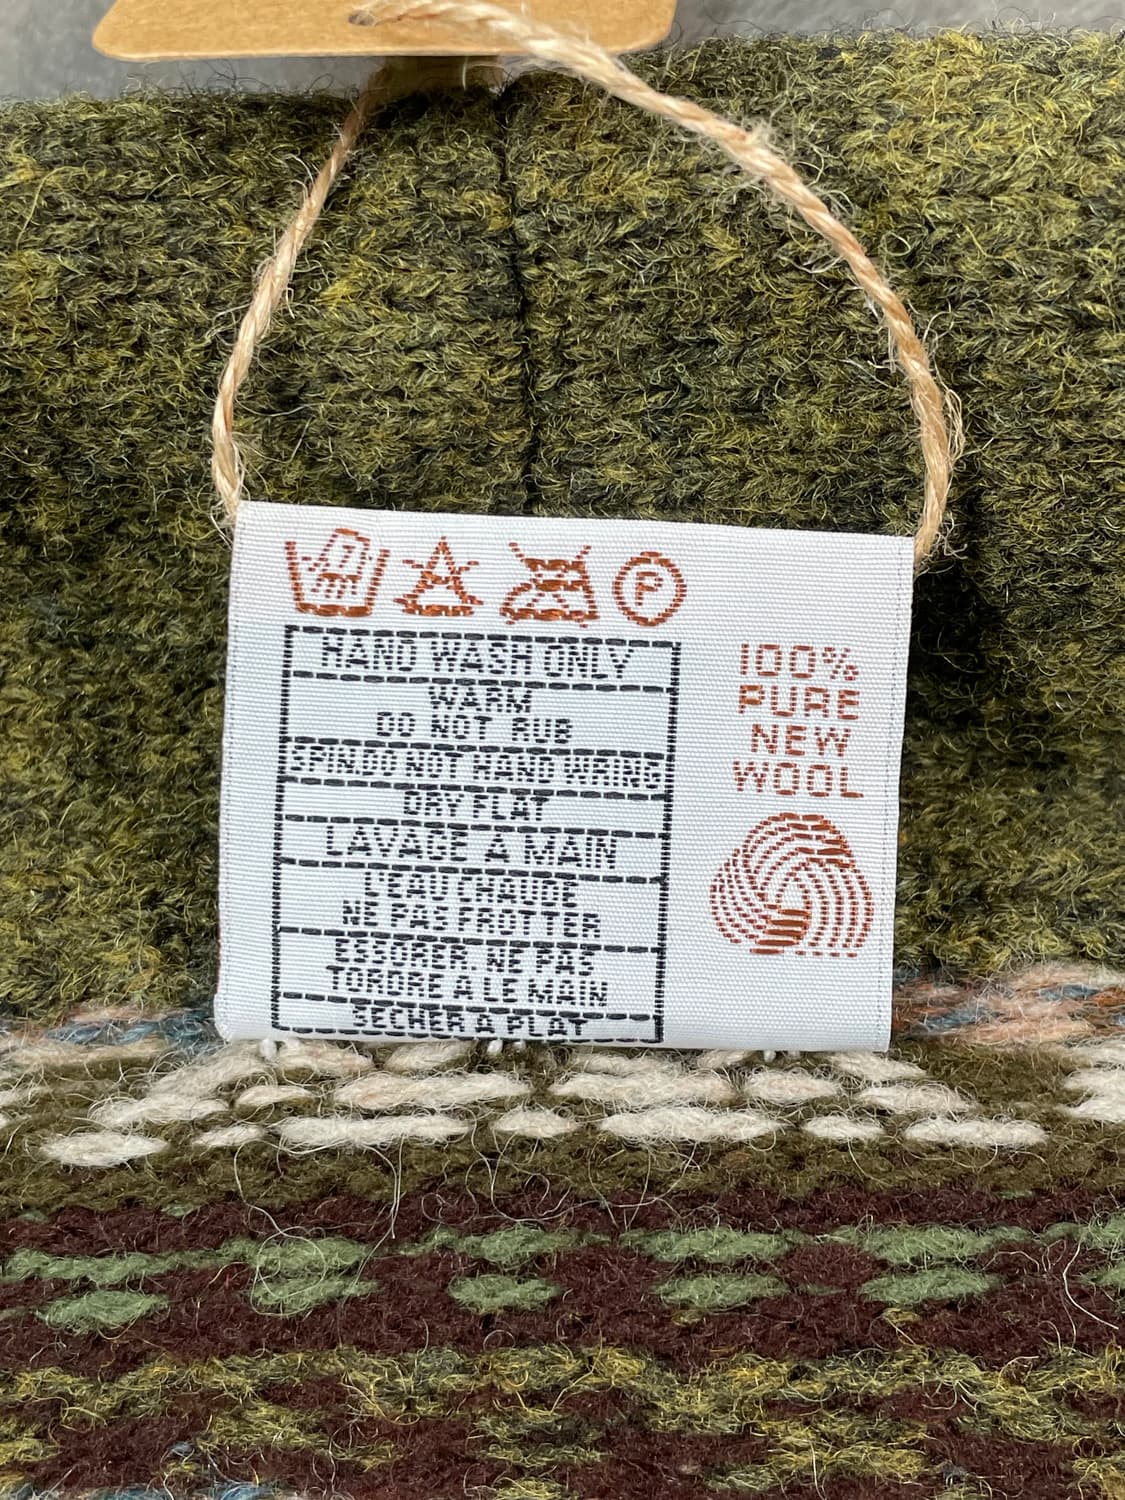 P
HAND WASH ONLY
WARM
DO NOT RUB
SPIN.DO NOT HAND WRING
DRY FLAT
LAVAGE A MAIN
L'EAU CHAUDE
NE PAS FROTTER
ESSORER. NE PAS
TORDRE A LE MAIN
SECHER A PLAT
100%
PURE
NEW
WOOL